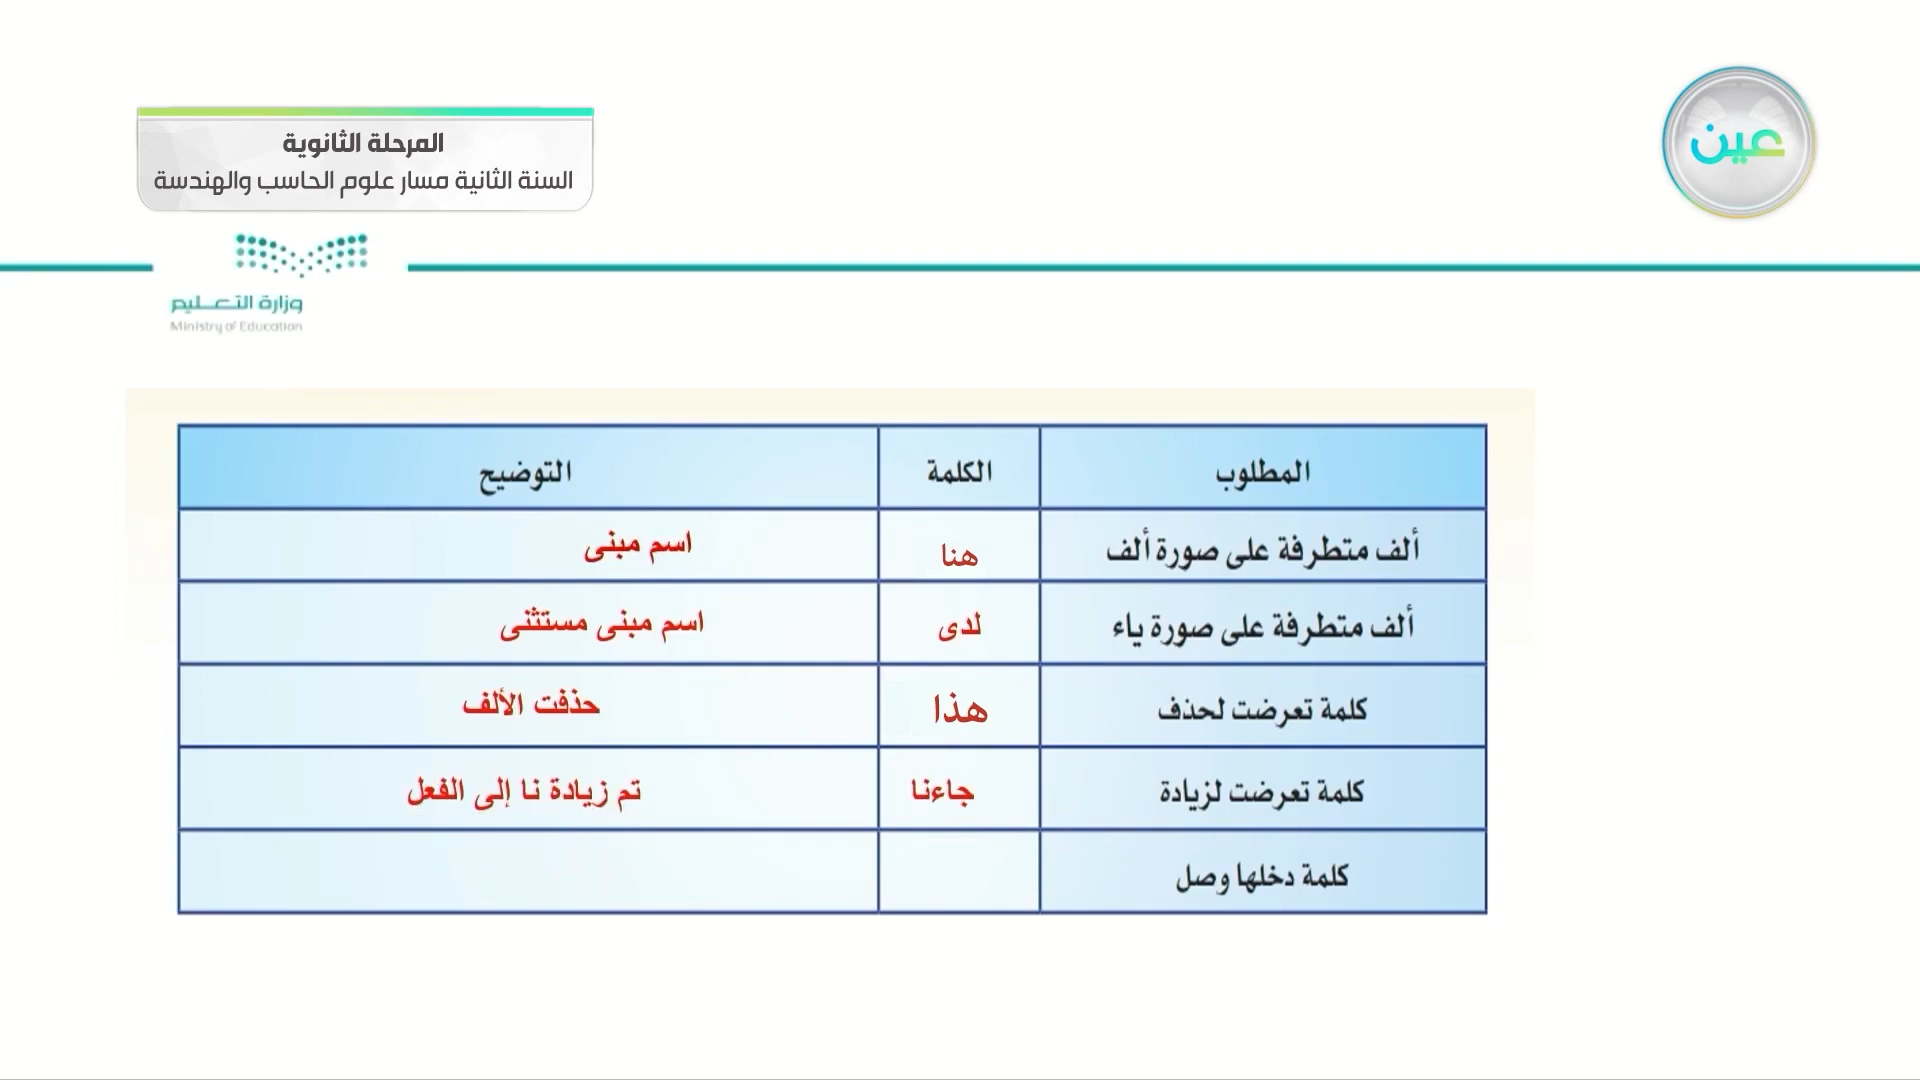 المرحلة الثانوية
السنة الثانية مسار علوم الحاسب والهندسة
عين
وزارة التعـــليم
Ministry of Education
المطلوب الكلمة التوضيح
ألف متطرفة على صورة ألف هنا اسم مبنى
ألف متطرفة على صورة ياء لدى اسم مبنى مستثنى
كلمة تعرضت لحذف هذا حذفت الألف
كلمة تعرضت لزيادة جاءنا تم زيادة نا إلى الفعل
كلمة دخلها وصل